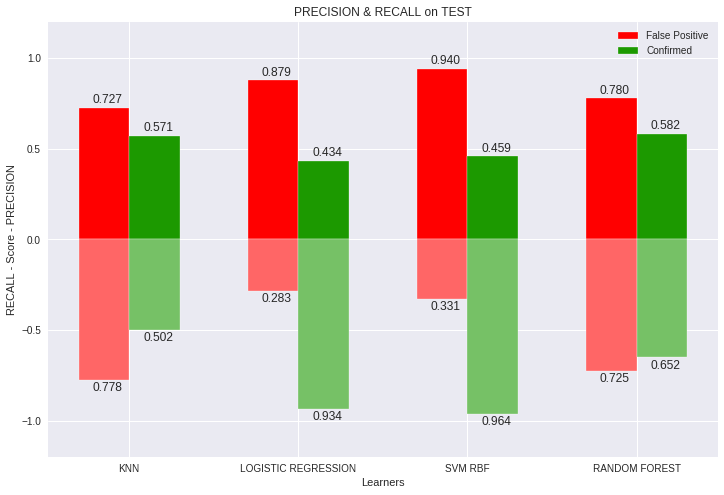 PRECISION & RECALL on TEST
False Positive
Confirmed
RECALL - Score - PRECISION
1.0
0.5
0.0
−0.5
−1.0
0.727
0.571
0.879
0.434
0.940
0.459
0.780
0.582
0.778
0.502
0.283
0.934
0.331
0.964
0.725
0.652
KNN
LOGISTIC REGRESSION
SVM RBF
RANDOM FOREST
Learners